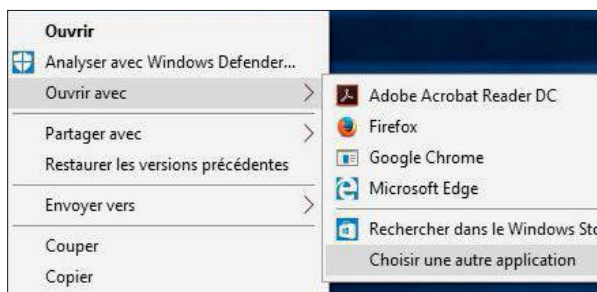 Ouvrir
Analyser avec Windows Defender...
Ouvrir avec
Partager avec
Restaurer les versions précédentes
Envoyer vers
Couper
Copier
Adobe Acrobat Reader DC
Firefox
Google Chrome
Microsoft Edge
Rechercher dans le Windows Sto
Choisir une autre application